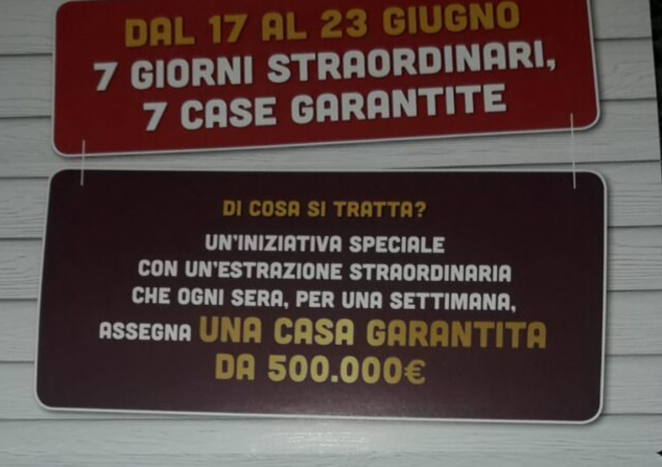 DAL 17 AL 23 GIUGNO
7 GIORNI STRAORDINARI,
7 CASE GARANTITE
DI COSA SI TRATTA?
UN'INIZIATIVA SPECIALE
CON UN'ESTRAZIONE STRAORDINARIA
CHE OGNI SERA, PER UNA SETTIMANA,
ASSEGNA UNA CASA GARANTITA
DA 500.000€